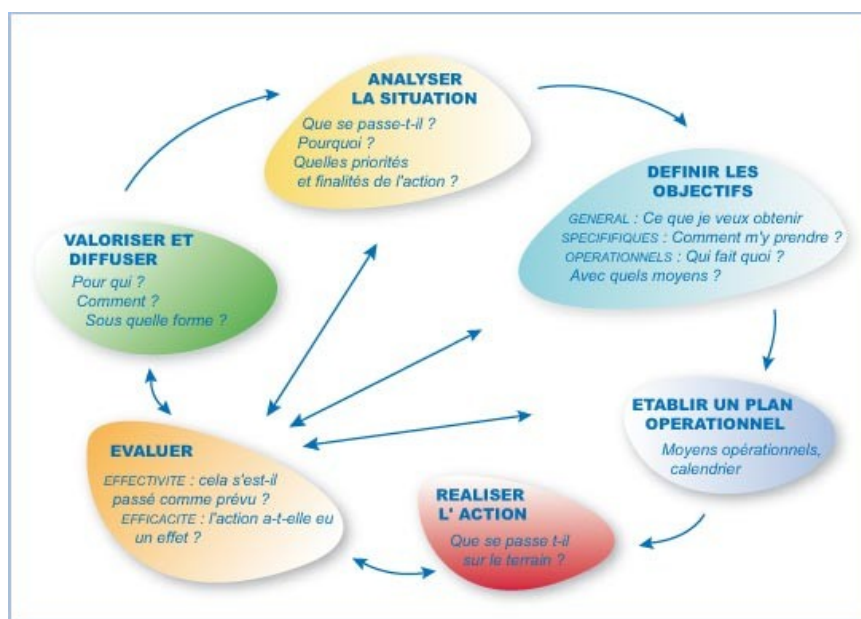 ANALYSER
LA SITUATION
Que se passe-t-il ?
Pourquoi ?
Quelles priorités
et finalités de l'action ?
DEFINIR LES
OBJECTIFS
GENERAL : Ce que je veux obtenir
SPECIFIFIQUES : Comment m'y prendre ?
OPERATIONNELS : Qui fait quoi ?
Avec quels moyens ?
ETABLIR UN PLAN
OPERATIONNEL
Moyens opérationnels,
calendrier
REALISER
L' ACTION
Que se passe t-il
sur le terrain ?
EVALUER
EFFECTIVITE : cela s'est-il
passé comme prévu ?
EFFICACITE : l'action a-t-elle eu
un effet ?
VALORISER ET
DIFFUSER
Pour qui ?
Comment ?
Sous quelle forme ?